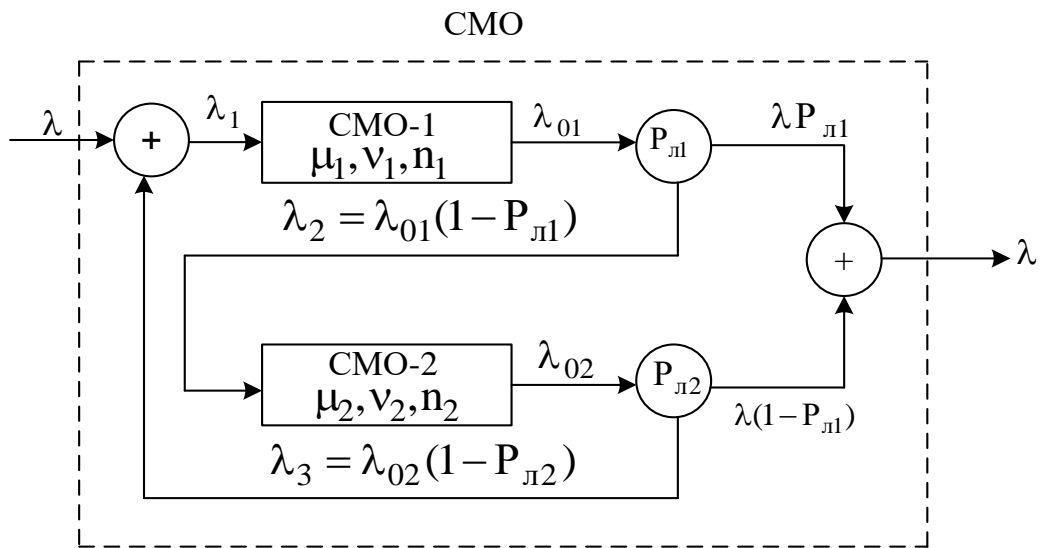 СМО
λ
+
λ₁
СМО-1
μ₁,ν₁,n₁
λ₀₁
Pл1
λPл1
λ₂ = λ₀₁(1−Pл1)
+
λ
СМО-2
μ₂,ν₂,n₂
λ₀₂
Pл2
λ(1−Pл1)
λ₃ = λ₀₂(1−Pл2)